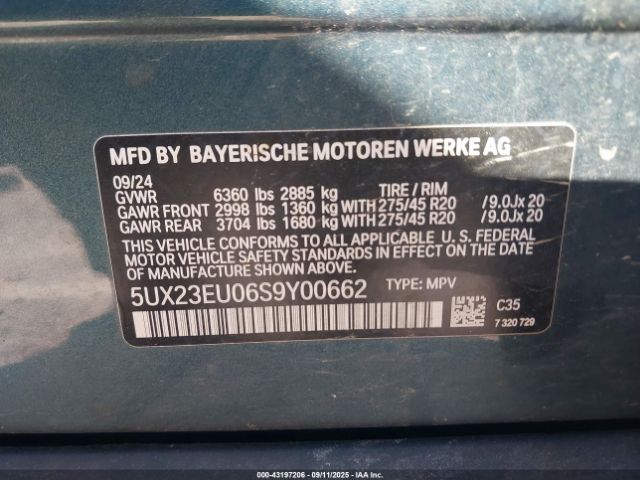 MFD BY BAYERISCHE MOTOREN WERKE AG
09/24
GVWR 6360 lbs 2885 kg TIRE / RIM
GAWR FRONT 2998 lbs 1360 kg WITH 275/45 R20 /9.0Jx 20
GAWR REAR 3704 lbs 1680 kg WITH 275/45 R20 /9.0Jx 20
THIS VEHICLE CONFORMS TO ALL APPLICABLE U. S. FEDERAL
MOTOR VEHICLE SAFETY STANDARDS IN EFFECT ON THE DATE
OF MANUFACTURE SHOWN ABOVE.
5UX23EU06S9Y00662 TYPE: MPV
C35
7 320 729
00-43197206 - 09/11/2025 - IAAI Inc.